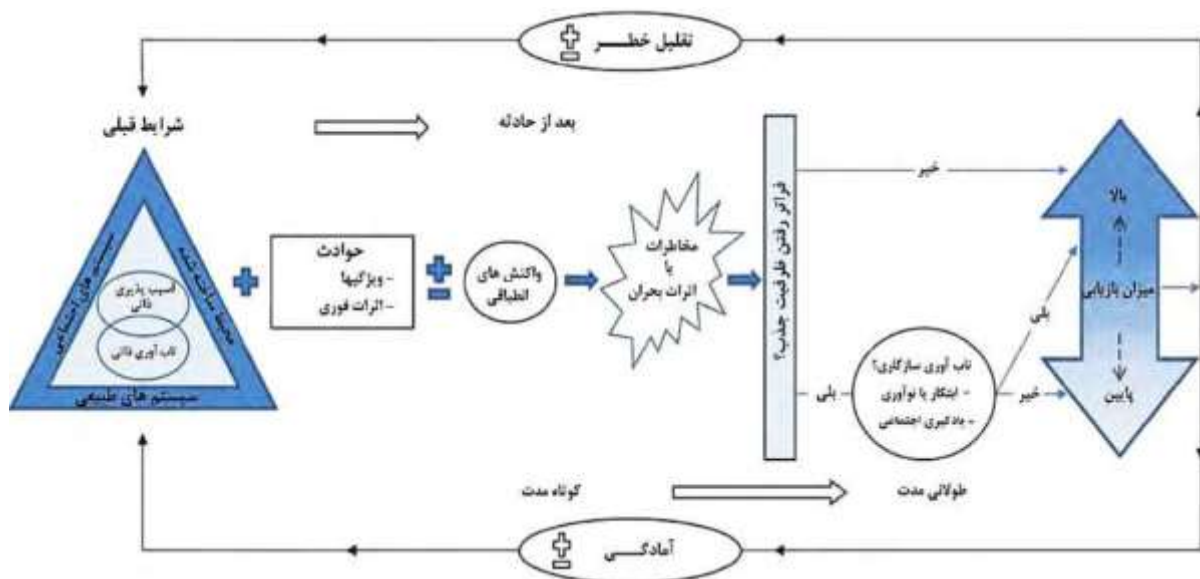 تقلیل خطـــر
شرایط قبلی
بعد از حادثه
سیستم های اجتماعی
محیط ساخته شده
سیستم های طبیعی
آسیب پذیری
ذاتی
تاب آوری ذاتی
حوادث
- ویژگیها
- اثرات فوری
واکنش های
انطباقی
مخاطرات
یا
اثرات بحران
فراتر رفتن ظرفیت جذب؟
خیر
بلی
تاب آوری سازگاری؟
- ابتکار یا نوآوری
- یادگیری اجتماعی
بلی
خیر
بالا
میزان بازیابی
پایین
کوتاه مدت
طولانی مدت
آمادگـــی